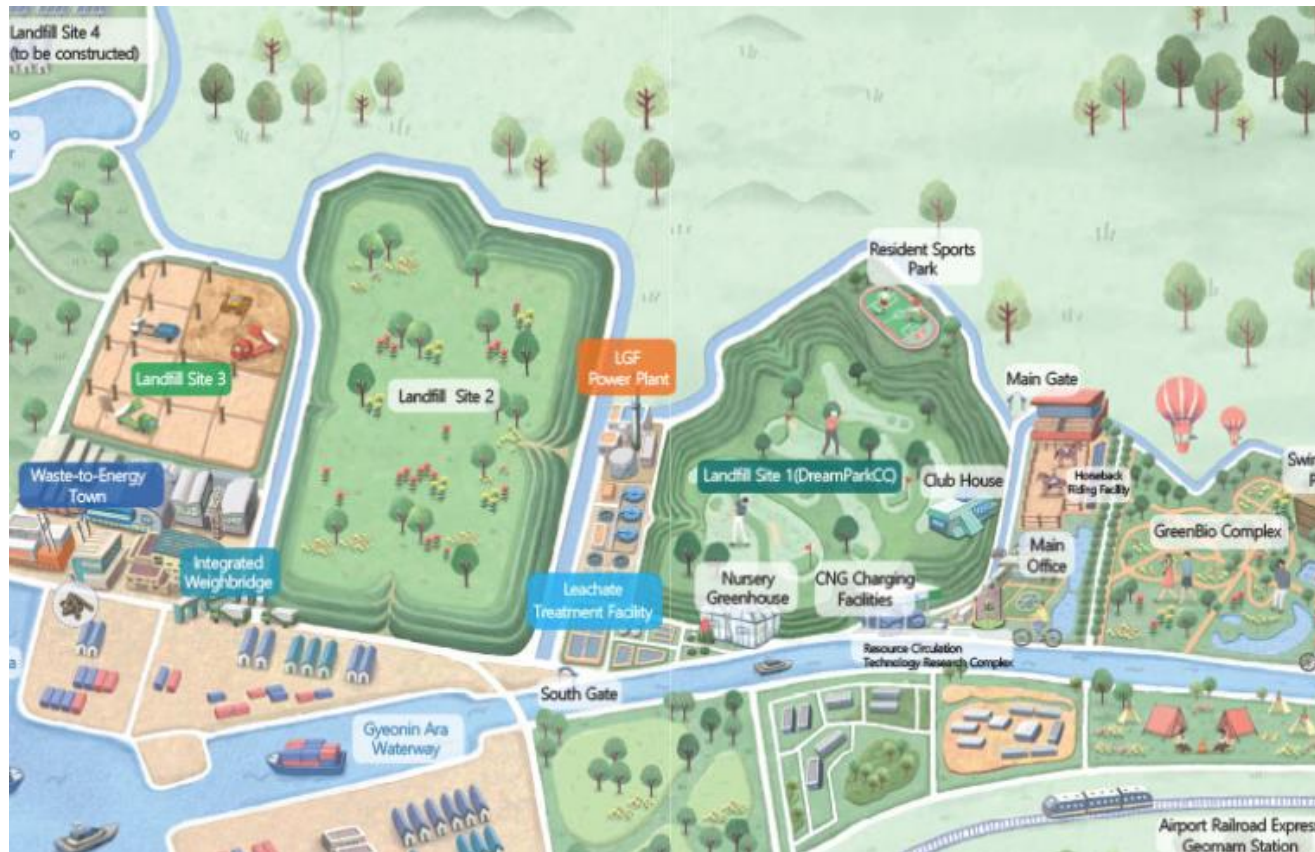 Landfill Site 4
(to be constructed)
Resident Sports
Park
LGF
Power Plant
Landfill Site 3
Main Gate
Landfill Site 2
Waste-to-Energy
Town
Landfill Site 1(DreamParkCC)
Club House
Horseback
Riding Facility
GreenBio Complex
Main
Office
Integrated
Weighbridge
Leachate
Treatment Facility
Nursery
Greenhouse
CNG Charging
Facilities
Resource Circulation
Technology Research Complex
South Gate
Gyeonin Ara
Waterway
Airport Railroad Expres
Geomam Station